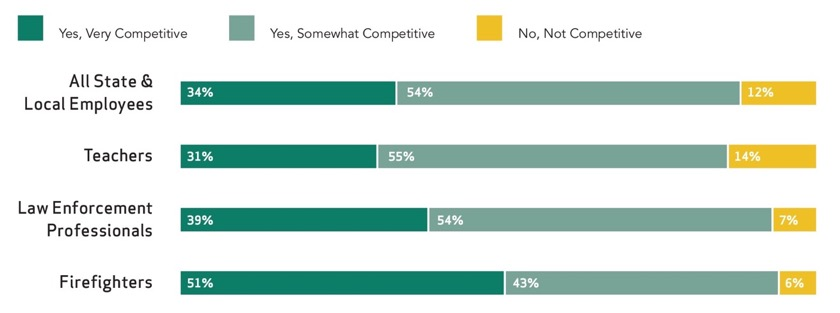 Yes, Very Competitive
Yes, Somewhat Competitive
No, Not Competitive
All State &
Local Employees
34%
54%
12%
Teachers
31%
55%
14%
Law Enforcement
Professionals
39%
54%
7%
Firefighters
51%
43%
6%